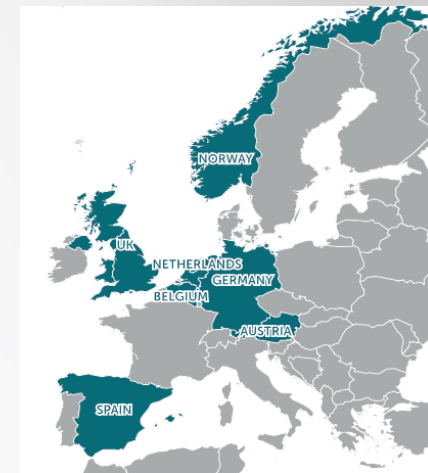 NORWAY
UK
NETHERLANDS
GERMANY
BELGIUM
AUSTRIA
SPAIN